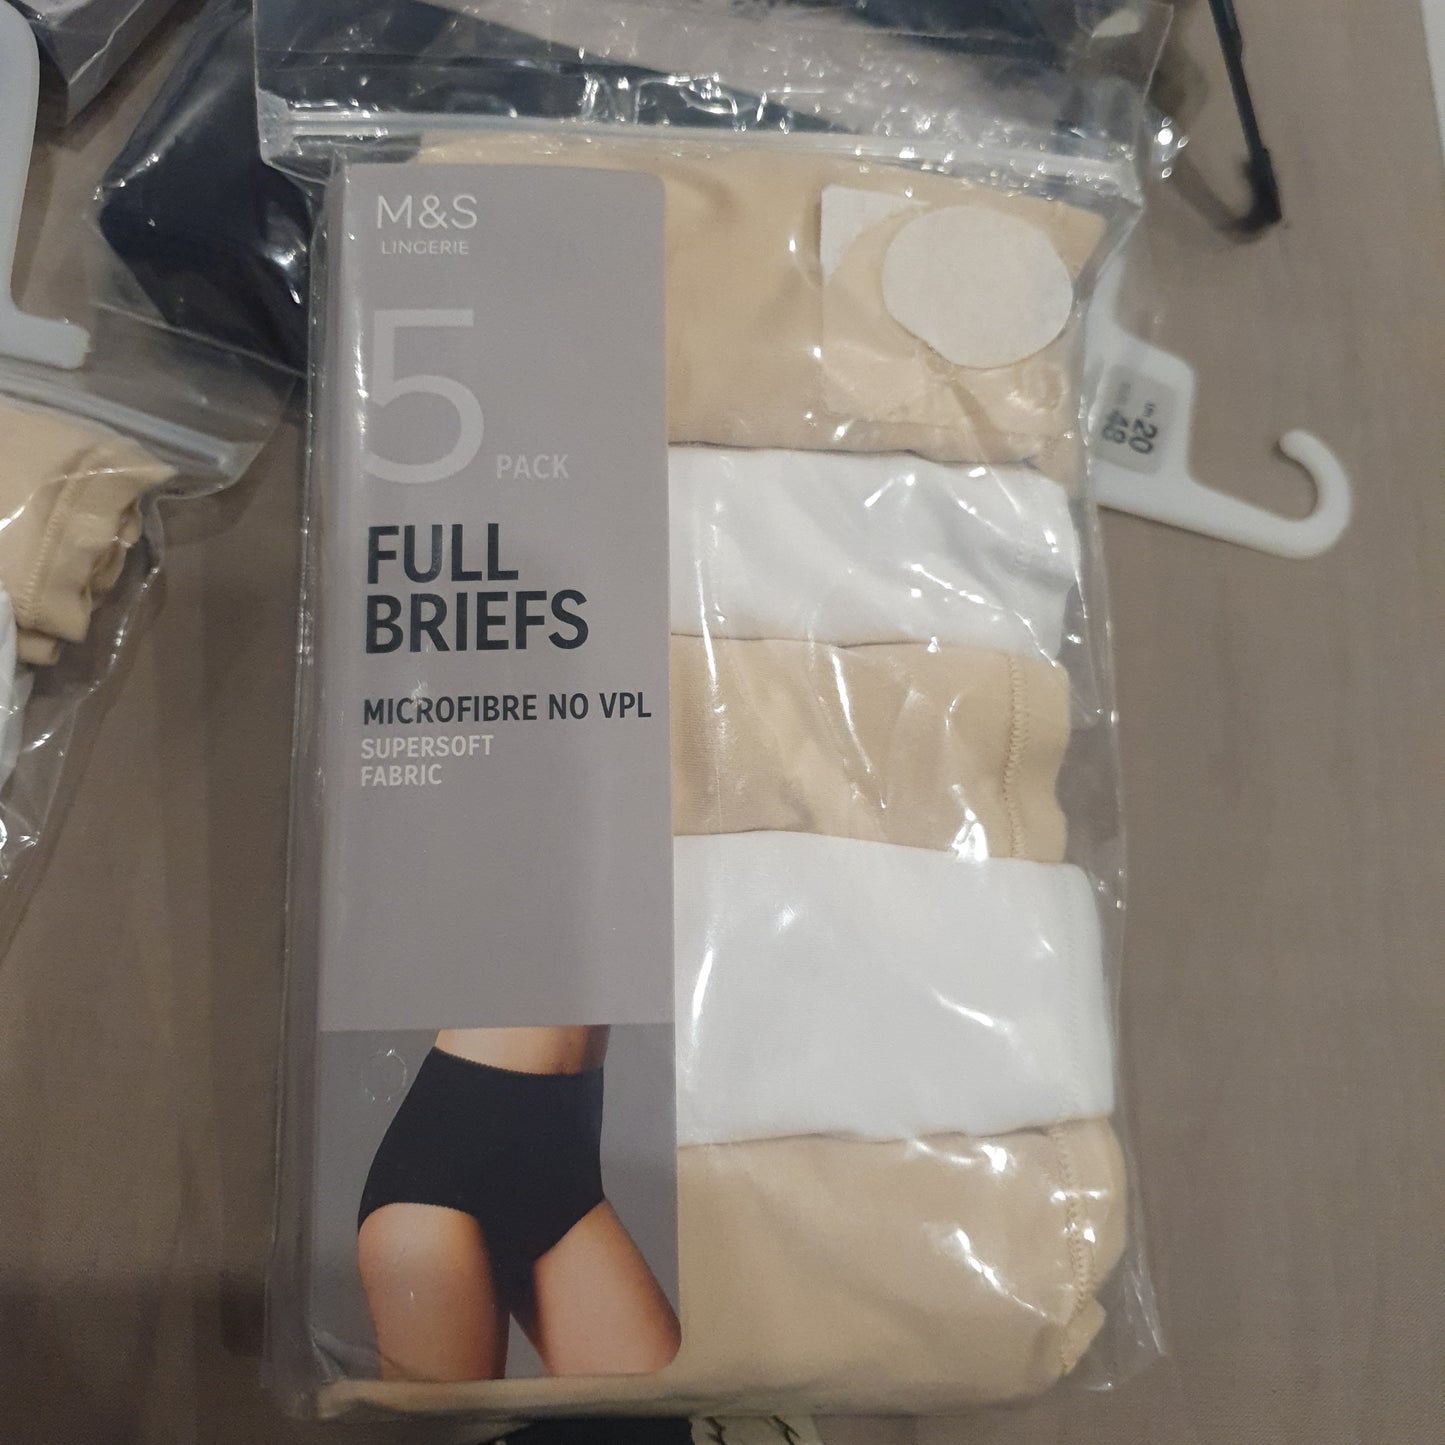 M&S
LINGERIE
5 PACK
FULL
BRIEFS
MICROFIBRE NO VPL
SUPERSOFT
FABRIC
20
48